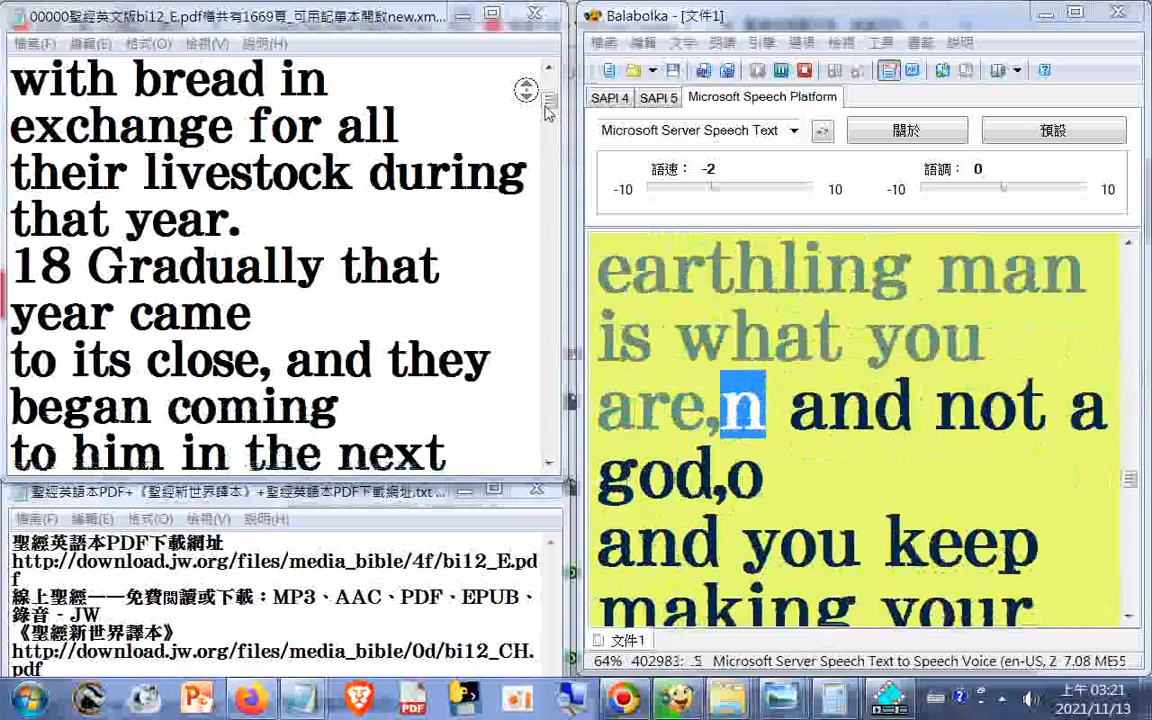 00000聖經英文版bi12_E.pdf檔共有1669頁_可用記事本開啟new.xm...
檔案(F) 編輯(E) 格式(O) 檢視(V) 說明(H)
with bread in
exchange for all
their livestock during
that year.
18 Gradually that
year came
to its close, and they
began coming
to him in the next
聖經英語本PDF+《聖經新世界譯本》+聖經英語本PDF下載網址.txt ...
檔案(F) 編輯(E) 格式(O) 檢視(V) 說明(H)
聖經英語本PDF下載網址
http://download.jw.org/files/media_bible/4f/bi12_E.pd
f
線上聖經——免費閱讀或下載：MP3、AAC、PDF、EPUB、
錄音 - JW
《聖經新世界譯本》
http://download.jw.org/files/media_bible/0d/bi12_CH.
pdf
Balabolka - [文件1]
檔案 編輯 文字 朗讀 引擎 選項 檢視 工具 書籤 說明
SAPI 4 SAPI 5 Microsoft Speech Platform
Microsoft Server Speech Text 關於 預設
語速： -2 語調： 0
-10 10 -10 10
earthling man
is what you
are,n and not a
god,o
and you keep
making your
文件1
64% Microsoft Server Speech Text to Speech Voice (en-US, Z 7.08 MB
PDF
上午 03:21
2021/11/13